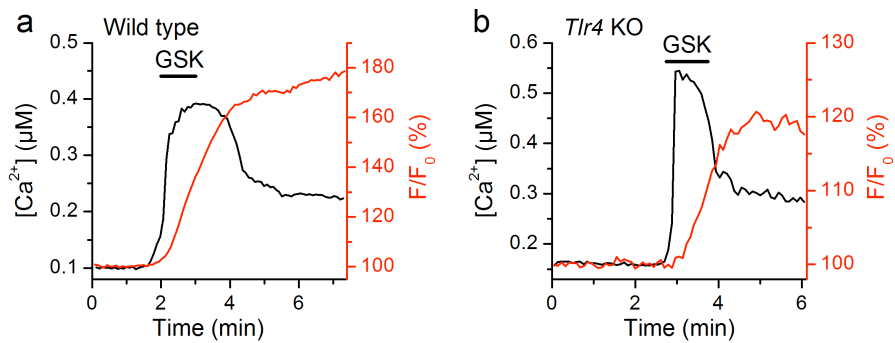 a
Wild type
GSK
[Ca²⁺] (µM)
0.5
0.4
0.3
0.2
0.1
180
160
140
120
100
F/F₀ (%)
0
2
4
6
Time (min)
b
Tlr4 KO
GSK
[Ca²⁺] (µM)
0.6
0.5
0.4
0.3
0.2
130
120
110
100
F/F₀ (%)
0
2
4
6
Time (min)